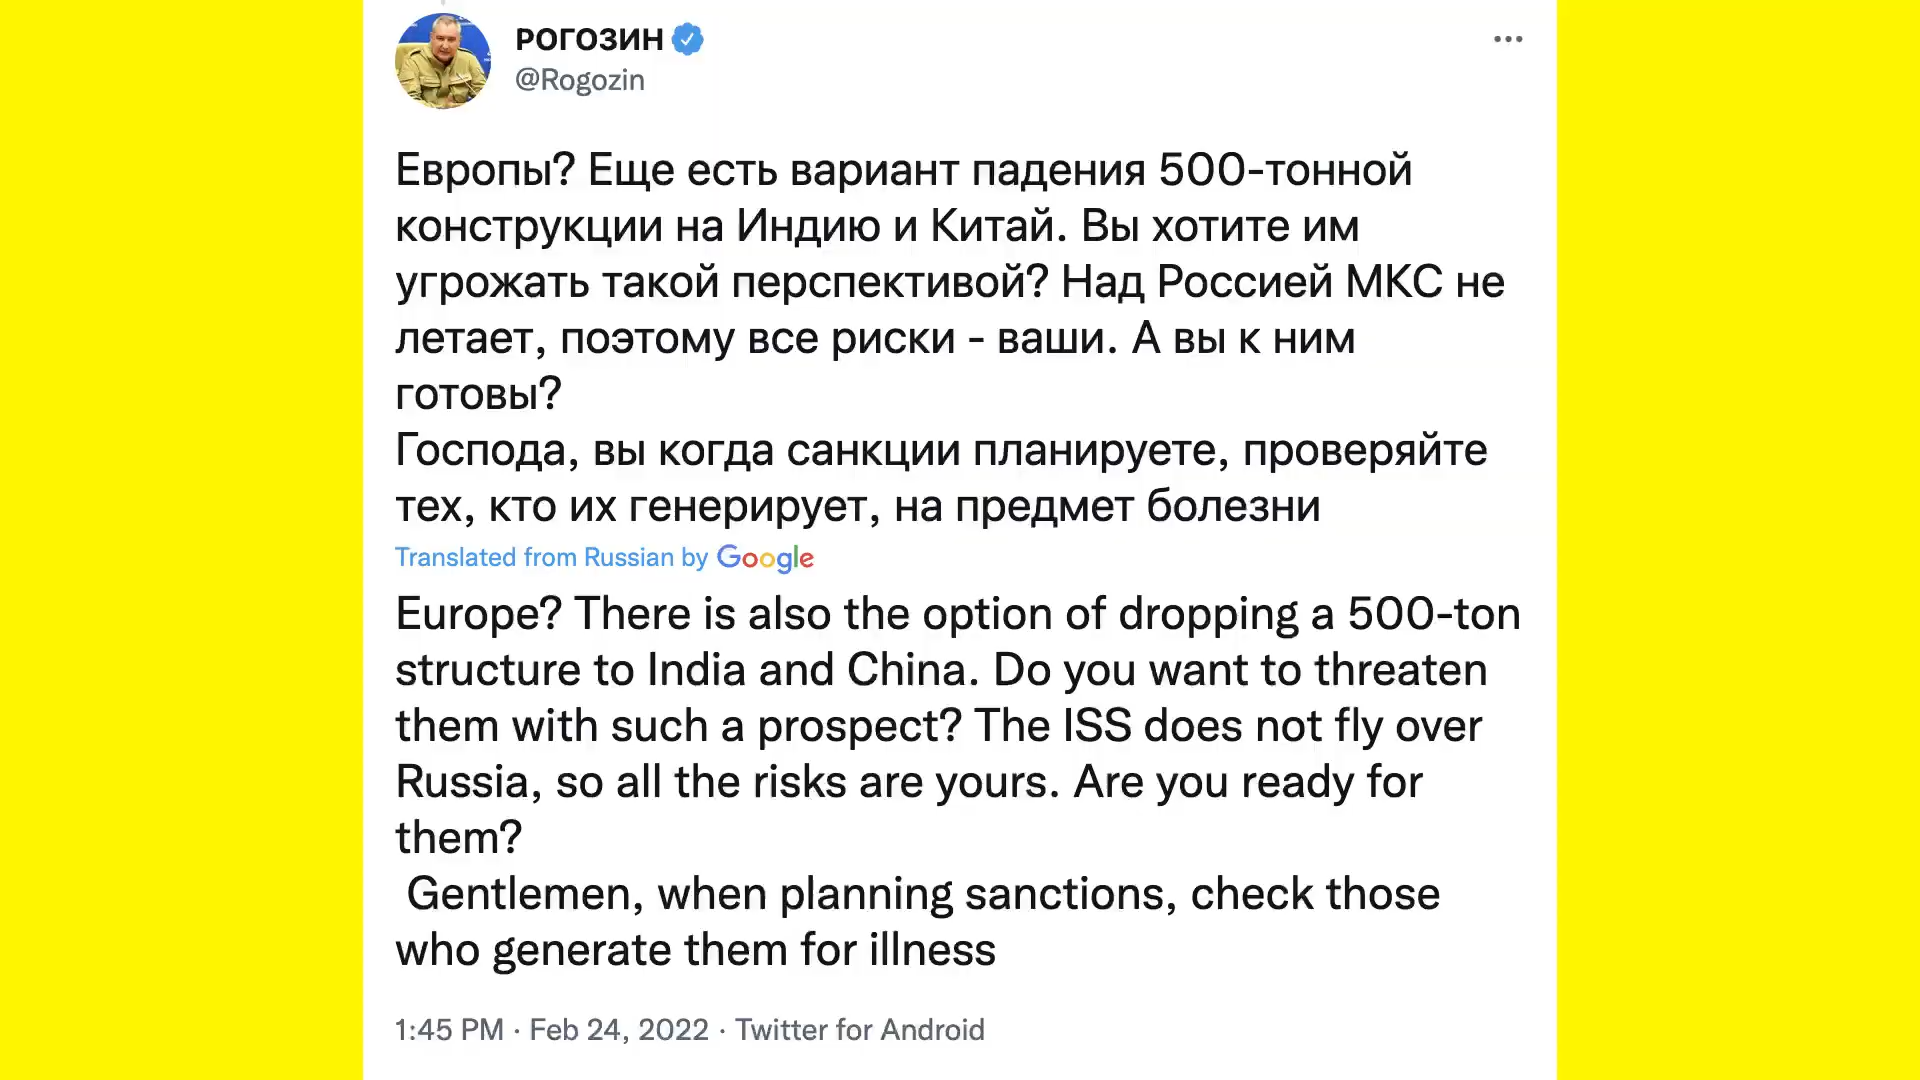 РОГОЗИН
@Rogozin
Европы? Еще есть вариант падения 500-тонной
конструкции на Индию и Китай. Вы хотите им
угрожать такой перспективой? Над Россией МКС не
летает, поэтому все риски - ваши. А вы к ним
готовы?
Господа, вы когда санкции планируете, проверяйте
тех, кто их генерирует, на предмет болезни
Translated from Russian by Google
Europe? There is also the option of dropping a 500-ton
structure to India and China. Do you want to threaten
them with such a prospect? The ISS does not fly over
Russia, so all the risks are yours. Are you ready for
them?
Gentlemen, when planning sanctions, check those
who generate them for illness
1:45 PM · Feb 24, 2022 · Twitter for Android